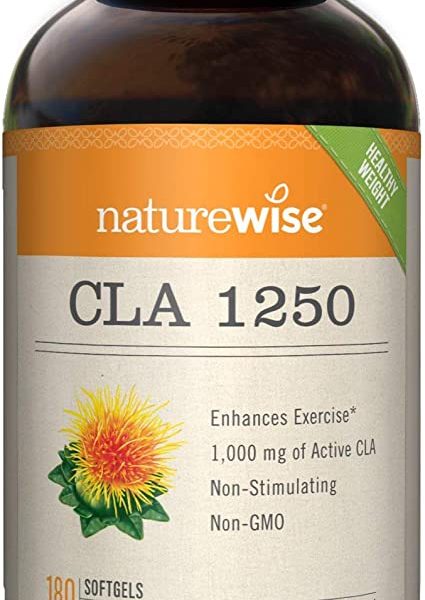 HEALTHY
WEIGHT
naturewise®
CLA 1250
Enhances Exercise*
1,000 mg of Active CLA
Non-Stimulating
Non-GMO
180 SOFTGELS